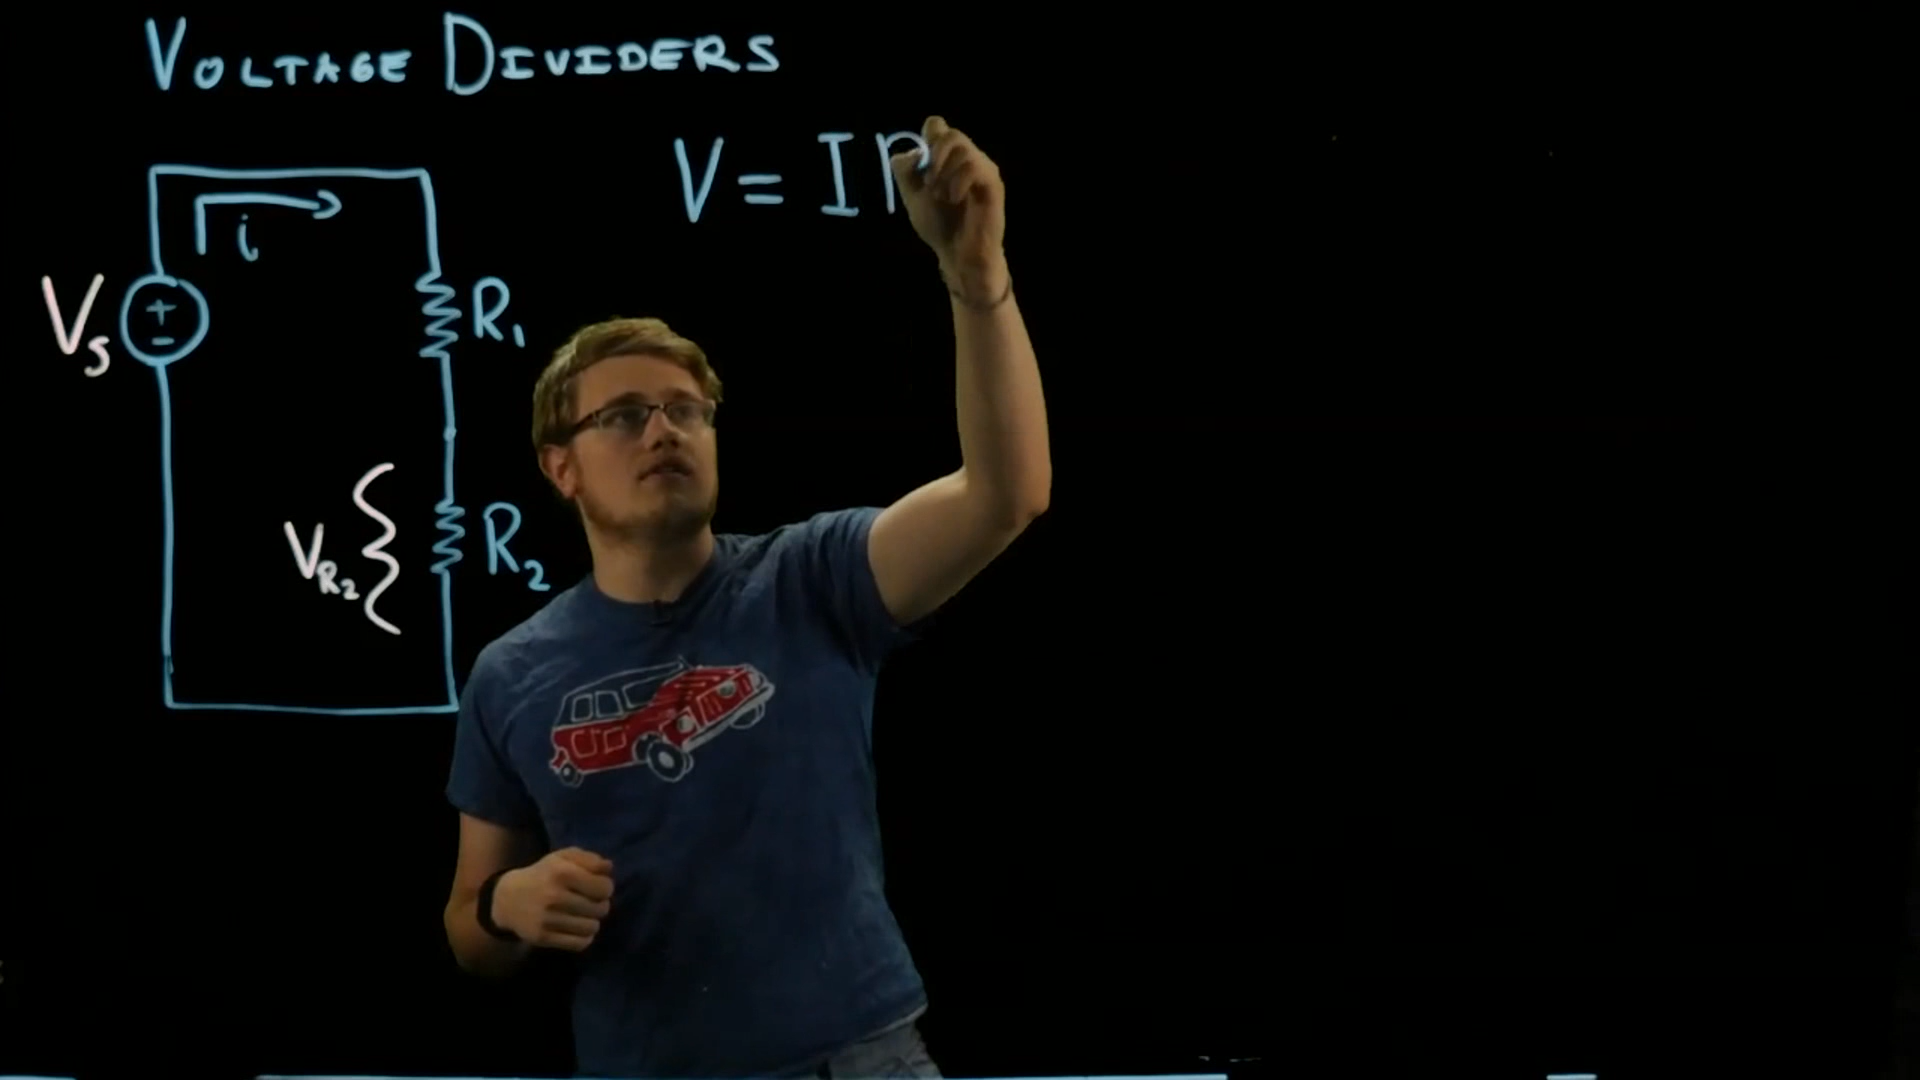 VOLTAGE DIVIDERS
V = IR
i
Vs
+
-
R1
VR2
R2